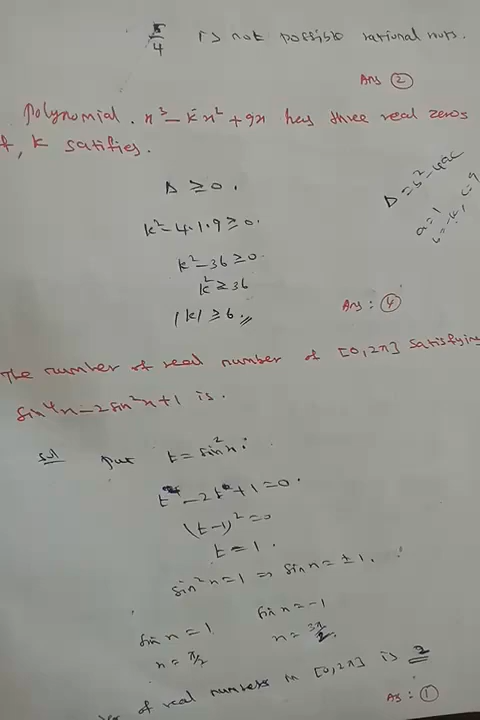 5/4 is not possible rational nors.
Ans ②
Polynomial. x³ - kx² + 9x has three real zeros
f, k satifies.
Δ ≥ 0.
D = b² - 4ac
a = 1
c = 9
k² - 4·1·9 ≥ 0.
k² - 36 ≥ 0.
k² ≥ 36
|k| ≥ 6.
Ans: ④
The number of real number of [0, 2π] satisfying
sin⁴x - 2sin²x + 1 is.
Sol put t = sin²x.
t² - 2t + 1 = 0.
(t - 1)² = 0
t = 1.
sin²x = 1 ⇒ sin x = ±1.
sin x = 1 sin x = -1
x = π/2 x = 3π/2.
of real numbers in [0, 2π] is 2
As: ①